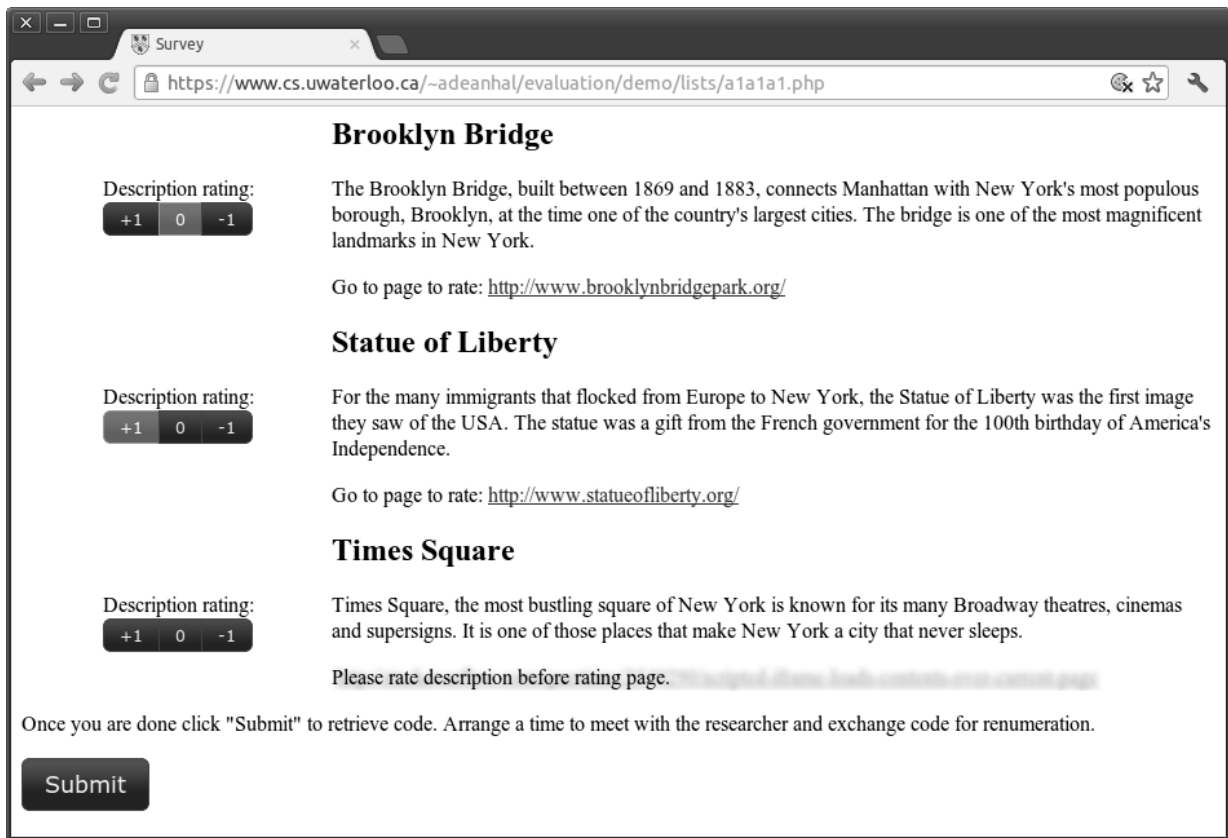 Survey
https://www.cs.uwaterloo.ca/~adeanhal/evaluation/demo/lists/a1a1a1.php
Brooklyn Bridge
Description rating:
+1 0 -1
The Brooklyn Bridge, built between 1869 and 1883, connects Manhattan with New York's most populous
borough, Brooklyn, at the time one of the country's largest cities. The bridge is one of the most magnificent
landmarks in New York.
Go to page to rate: http://www.brooklynbridgepark.org/
Statue of Liberty
Description rating:
+1 0 -1
For the many immigrants that flocked from Europe to New York, the Statue of Liberty was the first image
they saw of the USA. The statue was a gift from the French government for the 100th birthday of America's
Independence.
Go to page to rate: http://www.statueofliberty.org/
Times Square
Description rating:
+1 0 -1
Times Square, the most bustling square of New York is known for its many Broadway theatres, cinemas
and supersigns. It is one of those places that make New York a city that never sleeps.
Please rate description before rating page.
Once you are done click "Submit" to retrieve code. Arrange a time to meet with the researcher and exchange code for renumeration.
Submit